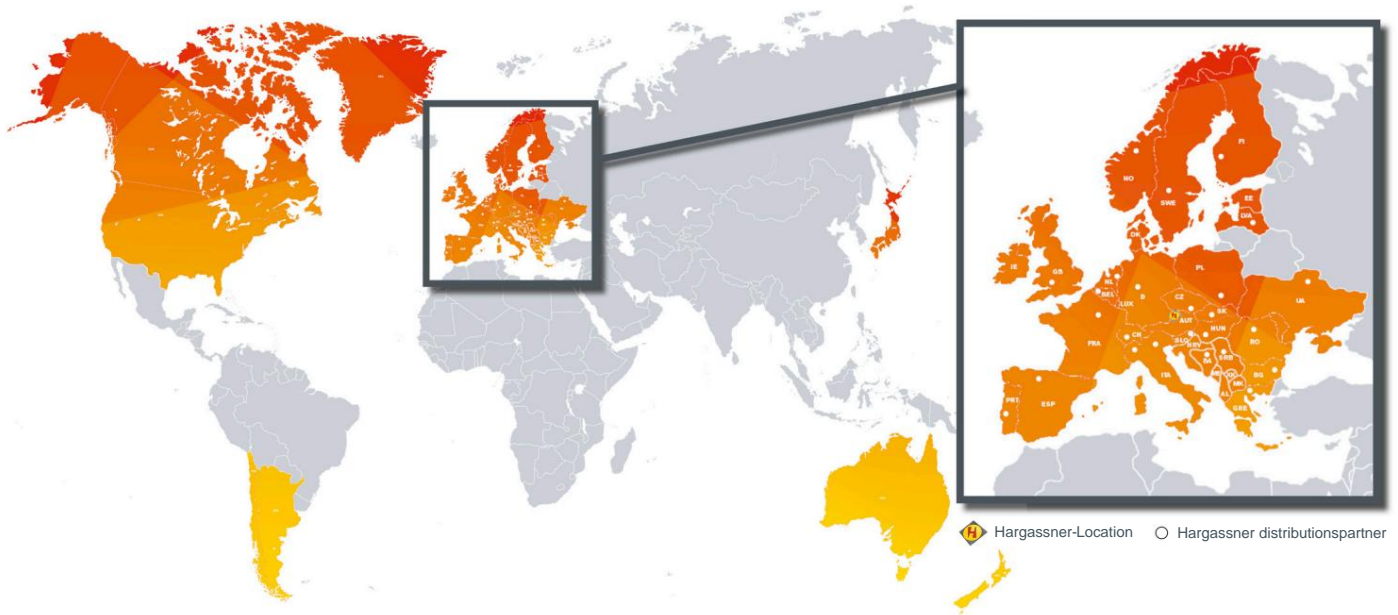 NO
SWE
FI
EE
LVA
DK
IE
GB
NL
BEL
LUX
D
PL
CZ
SK
UA
AUT
FRA
CH
HUN
SLO
HRV
RO
BA
SRB
ITA
BG
MK
AL
PRT
ESP
GRE
H Hargassner-Location
Hargassner distributionspartner